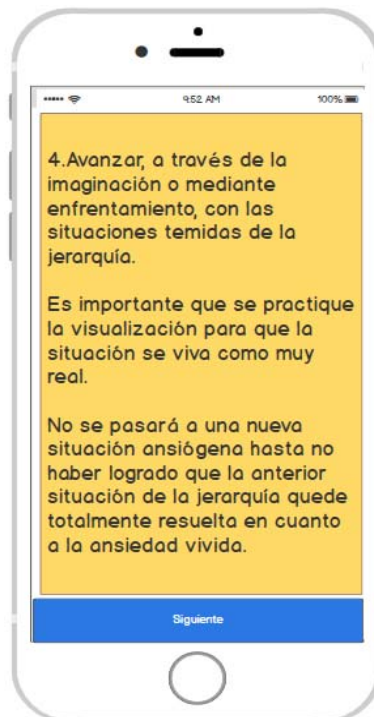 9:52 AM
100%
4.Avanzar, a través de la
imaginación o mediante
enfrentamiento, con las
situaciones temidas de la
jerarquía.
Es importante que se practique
la visualización para que la
situación se viva como muy
real.
No se pasará a una nueva
situación ansiógena hasta no
haber logrado que la anterior
situación de la jerarquía quede
totalmente resuelta en cuanto
a la ansiedad vivida.
Siguiente